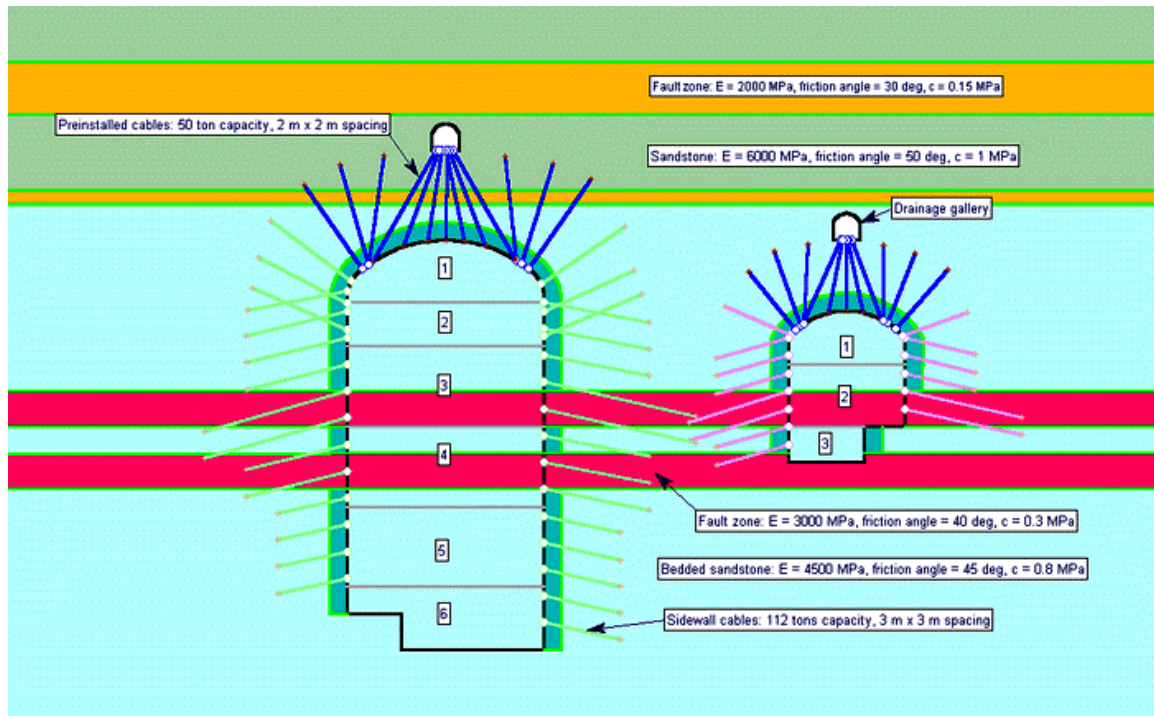 Fault zone: E = 2000 MPa, friction angle = 30 deg, c = 0.15 MPa
Preinstalled cables: 50 ton capacity, 2 m x 2 m spacing
Sandstone: E = 6000 MPa, friction angle = 50 deg, c = 1 MPa
Drainage gallery
1
2
3
4
5
6
1
2
3
Fault zone: E = 3000 MPa, friction angle = 40 deg, c = 0.3 MPa
Bedded sandstone: E = 4500 MPa, friction angle = 45 deg, c = 0.8 MPa
Sidewall cables: 112 tons capacity, 3 m x 3 m spacing